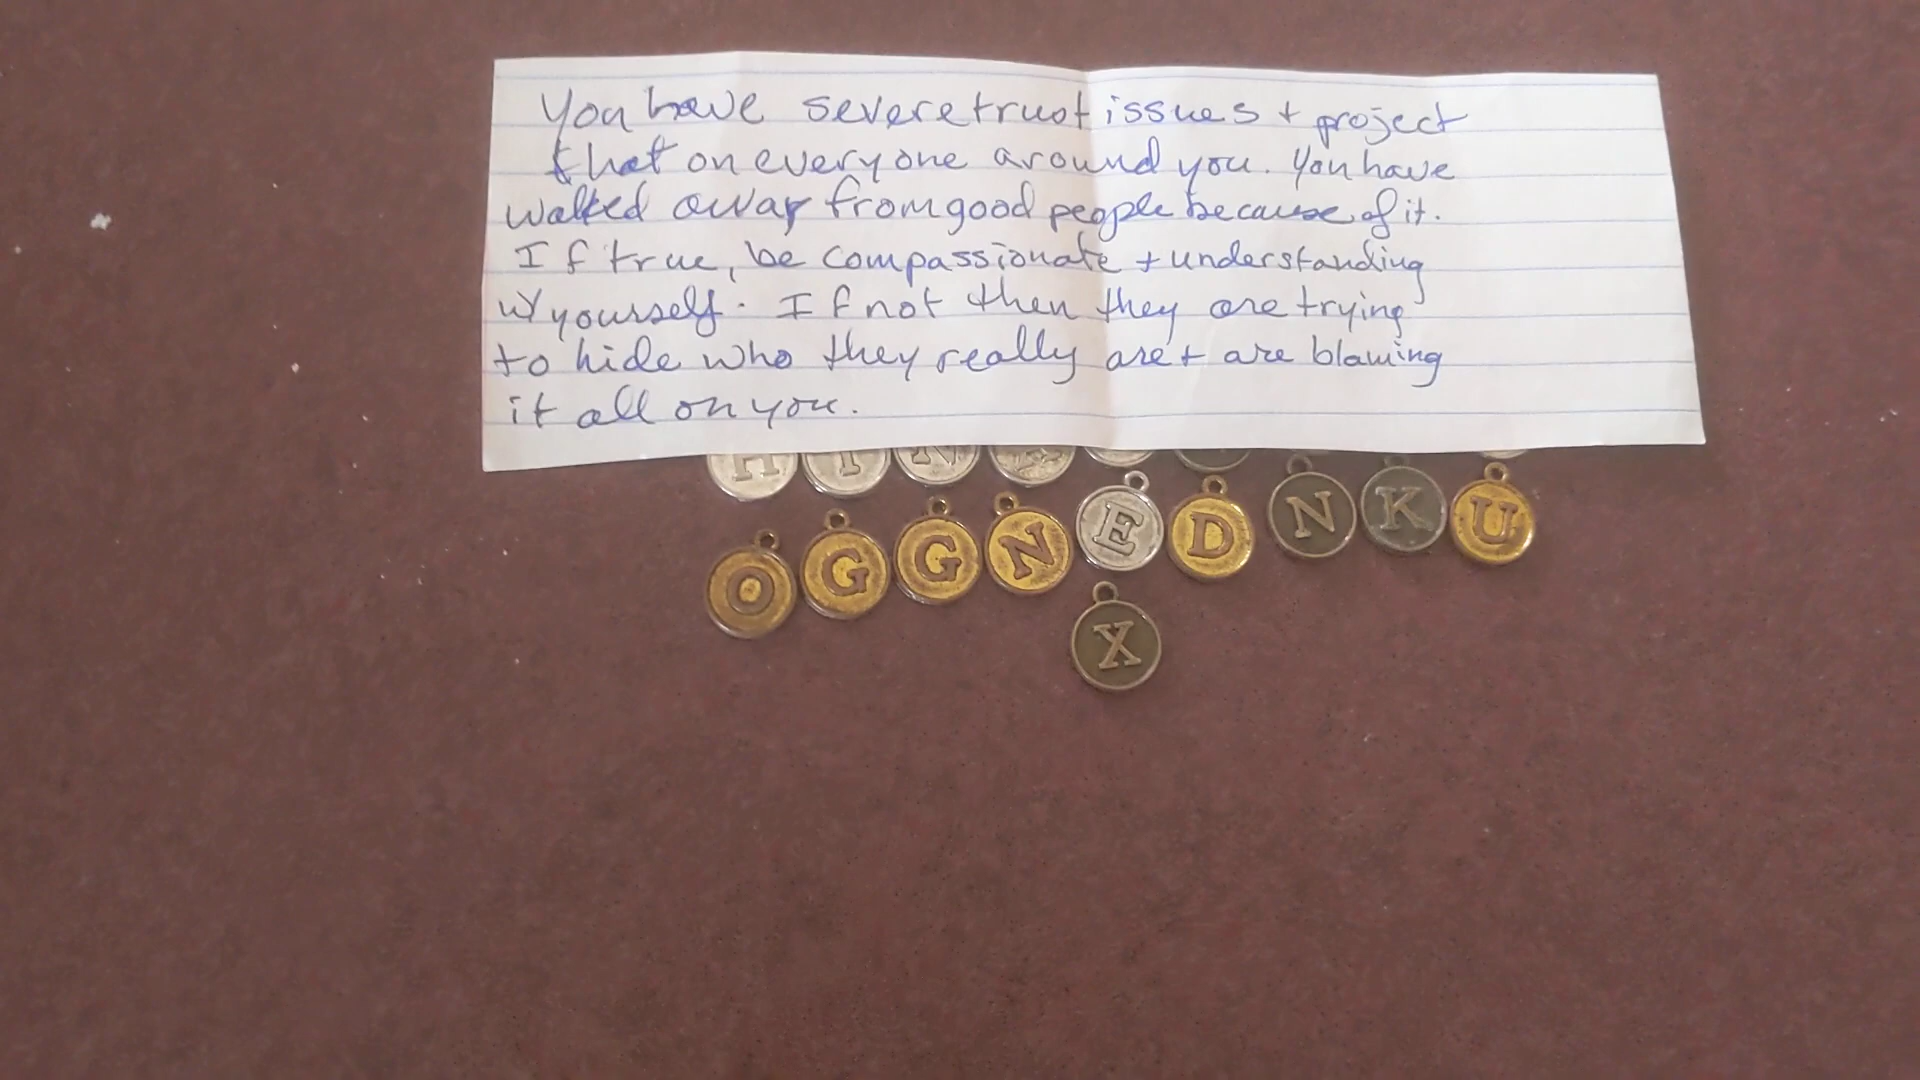 You have severe trust issues + project
that on everyone around you. You have
walked away from good people because of it.
If true, be compassionate + understanding
w/ yourself. If not then they are trying
to hide who they really are + are blaming
it all on you.
H I N
O G G N E D N K U
X